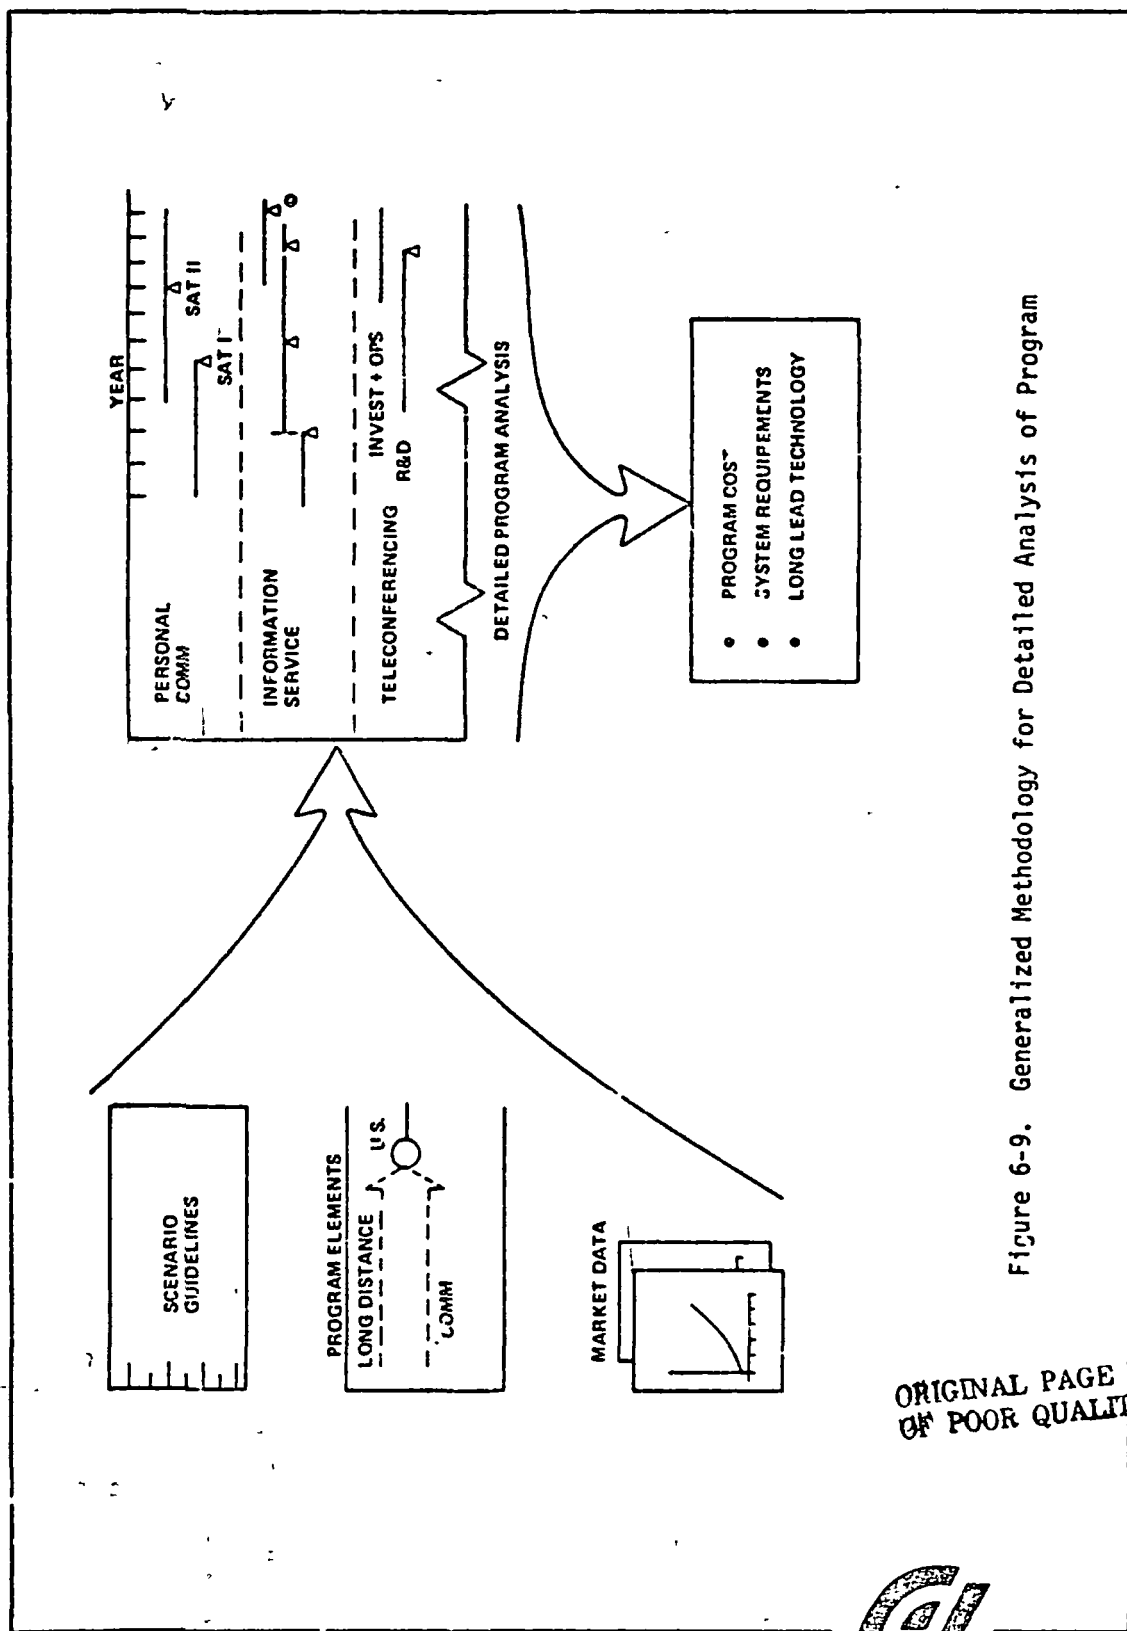 SCENARIO
GUIDELINES
PROGRAM ELEMENTS
LONG DISTANCE
U.S.
COMM
MARKET DATA
YEAR
PERSONAL
COMM
SAT I
SAT II
INFORMATION
SERVICE
TELECONFERENCING
INVEST + OPS
R&D
DETAILED PROGRAM ANALYSIS
• PROGRAM COST
• SYSTEM REQUIPEMENTS
• LONG LEAD TECHNOLOGY
Figure 6-9. Generalized Methodology for Detailed Analysis of Program
ORIGINAL PAGE
OF POOR QUALIT